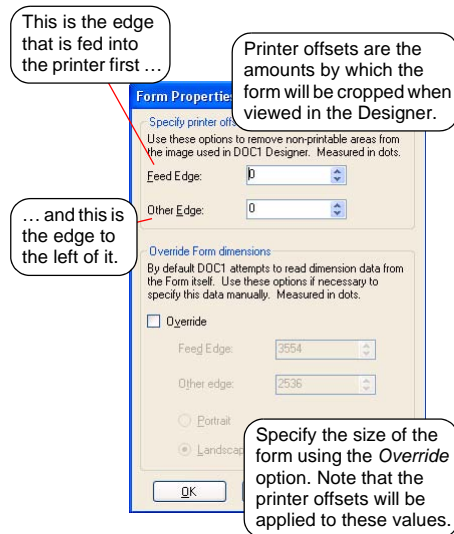 This is the edge
that is fed into
the printer first …
Printer offsets are the
amounts by which the
form will be cropped when
viewed in the Designer.
Form Properties
Specify printer off
Use these options to remove non-printable areas from
the image used in DOC1 Designer. Measured in dots.
Feed Edge: 0
Other Edge: 0
… and this is
the edge to
the left of it.
Override Form dimensions
By default DOC1 attempts to read dimension data from
the Form itself. Use these options if necessary to
specify this data manually. Measured in dots.
Override
Feed Edge: 3554
Other edge: 2536
Portrait
Landscap
Specify the size of the
form using the Override
option. Note that the
printer offsets will be
applied to these values.
OK